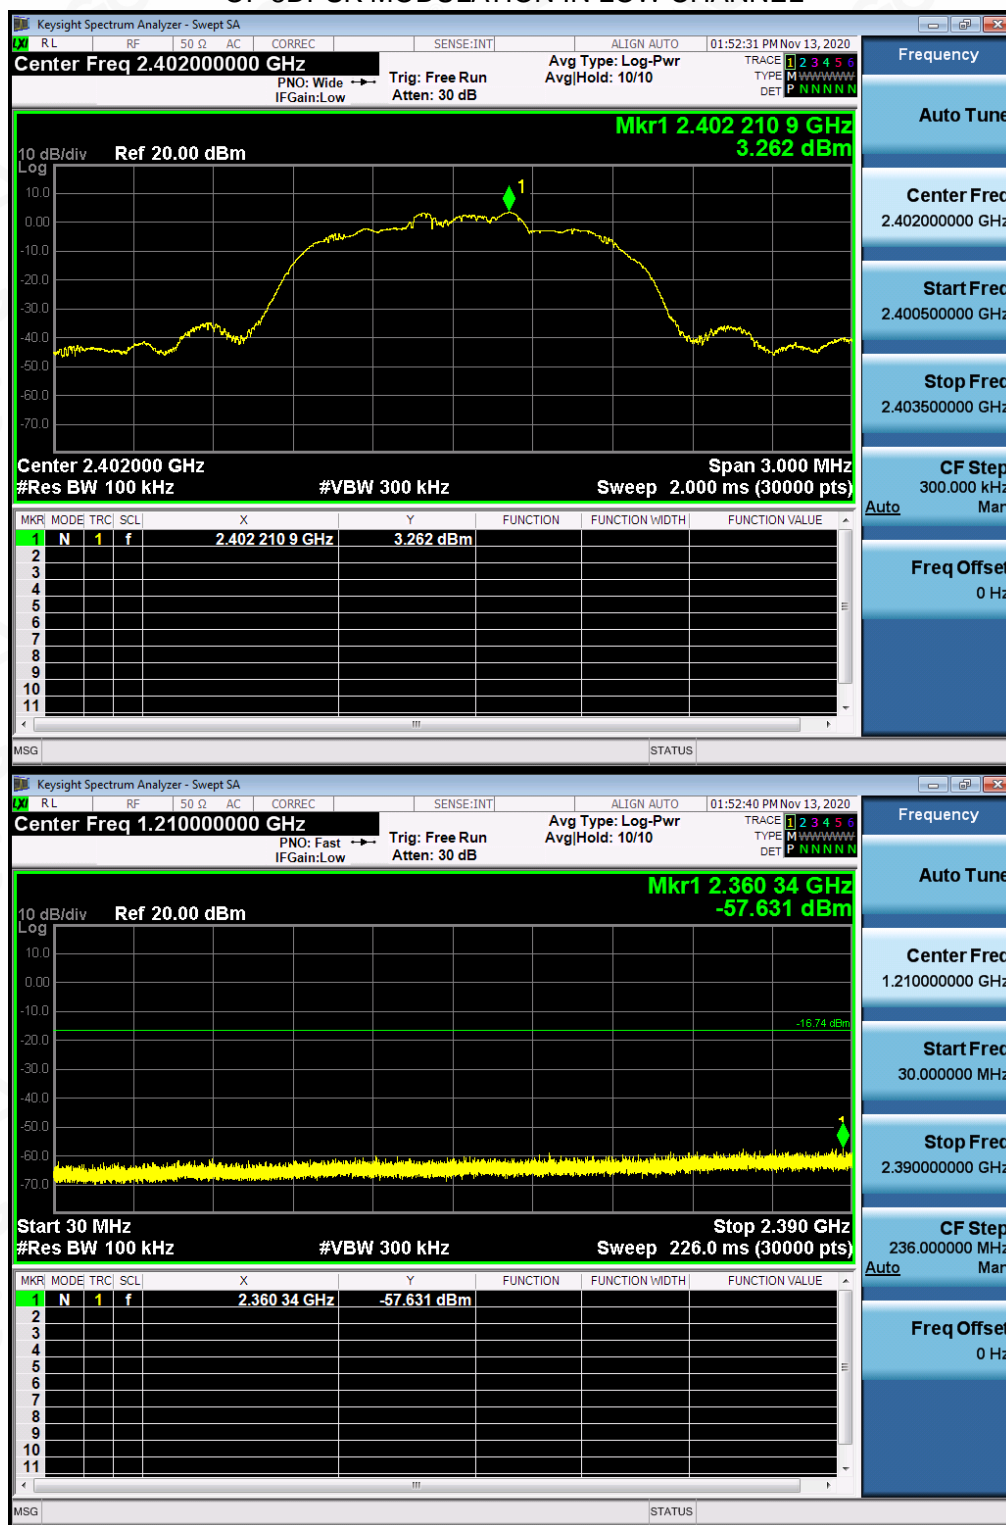 OF 8DPSK MODULATION IN LOW CHANNEL
Keysight Spectrum Analyzer - Swept SA
LXI RL RF 50 Ω AC CORREC SENSE:INT ALIGN AUTO 01:52:31 PM Nov 13, 2020
Center Freq 2.402000000 GHz
PNO: Wide
IFGain:Low
Trig: Free Run
Atten: 30 dB
Avg Type: Log-Pwr
Avg|Hold: 10/10
TRACE 1 2 3 4 5 6
TYPE M WWWWW
DET P N N N N N
Mkr1 2.402 210 9 GHz
3.262 dBm
10 dB/div Ref 20.00 dBm
Log
10.0
0.00
-10.0
-20.0
-30.0
-40.0
-50.0
-60.0
-70.0
1
Center 2.402000 GHz Span 3.000 MHz
#Res BW 100 kHz #VBW 300 kHz Sweep 2.000 ms (30000 pts)
MKR MODE TRC SCL X Y FUNCTION FUNCTION WIDTH FUNCTION VALUE
1 N 1 f 2.402 210 9 GHz 3.262 dBm
2
3
4
5
6
7
8
9
10
11
MSG STATUS
Frequency
Auto Tune
Center Freq
2.402000000 GHz
Start Freq
2.400500000 GHz
Stop Freq
2.403500000 GHz
CF Step
300.000 kHz
Auto Man
Freq Offset
0 Hz
Keysight Spectrum Analyzer - Swept SA
LXI RL RF 50 Ω AC CORREC SENSE:INT ALIGN AUTO 01:52:40 PM Nov 13, 2020
Center Freq 1.210000000 GHz
PNO: Fast
IFGain:Low
Trig: Free Run
Atten: 30 dB
Avg Type: Log-Pwr
Avg|Hold: 10/10
TRACE 1 2 3 4 5 6
TYPE M WWWWW
DET P N N N N N
Mkr1 2.360 34 GHz
-57.631 dBm
10 dB/div Ref 20.00 dBm
Log
10.0
0.00
-10.0
-20.0
-30.0
-40.0
-50.0
-60.0
-70.0
-16.74 dBm
1
Start 30 MHz Stop 2.390 GHz
#Res BW 100 kHz #VBW 300 kHz Sweep 226.0 ms (30000 pts)
MKR MODE TRC SCL X Y FUNCTION FUNCTION WIDTH FUNCTION VALUE
1 N 1 f 2.360 34 GHz -57.631 dBm
2
3
4
5
6
7
8
9
10
11
MSG STATUS
Frequency
Auto Tune
Center Freq
1.210000000 GHz
Start Freq
30.000000 MHz
Stop Freq
2.390000000 GHz
CF Step
236.000000 MHz
Auto Man
Freq Offset
0 Hz